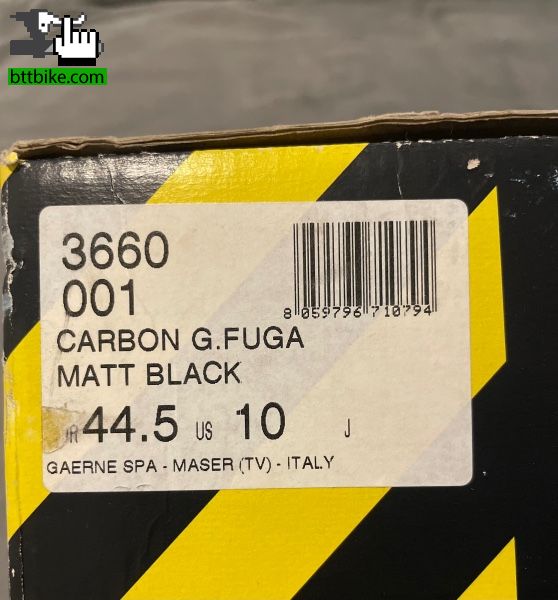 bttbike.com
3660
001
8 059796 710794
CARBON G.FUGA
MATT BLACK
44.5 US 10 J
GAERNE SPA - MASER (TV) - ITALY